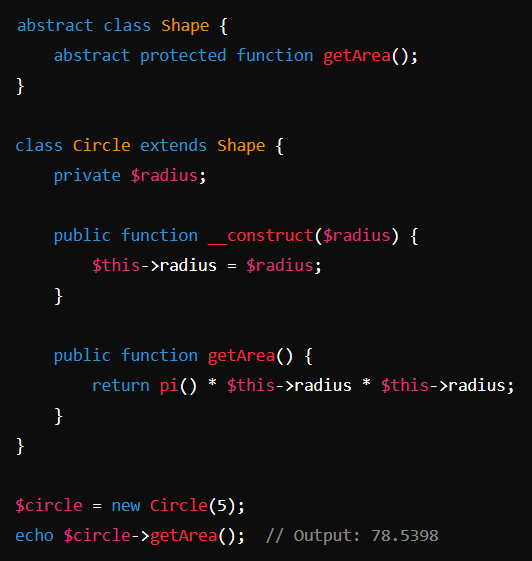 abstract class Shape {
    abstract protected function getArea();
}

class Circle extends Shape {
    private $radius;

    public function __construct($radius) {
        $this->radius = $radius;
    }

    public function getArea() {
        return pi() * $this->radius * $this->radius;
    }
}

$circle = new Circle(5);
echo $circle->getArea();  // Output: 78.5398